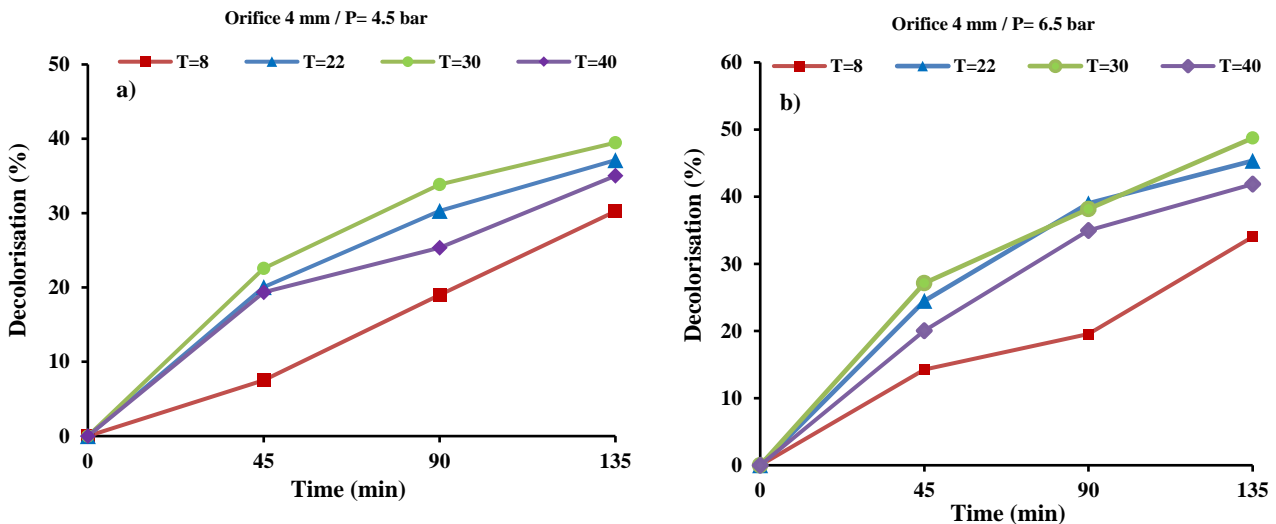 Orifice 4 mm / P= 4.5 bar
T=8 T=22 T=30 T=40
a)
50
40
30
20
10
0
0 45 90 135
Decolorisation (%)
Time (min)
Orifice 4 mm / P= 6.5 bar
T=8 T=22 T=30 T=40
b)
60
50
40
30
20
10
0
0 45 90 135
Decolorisation (%)
Time (min)